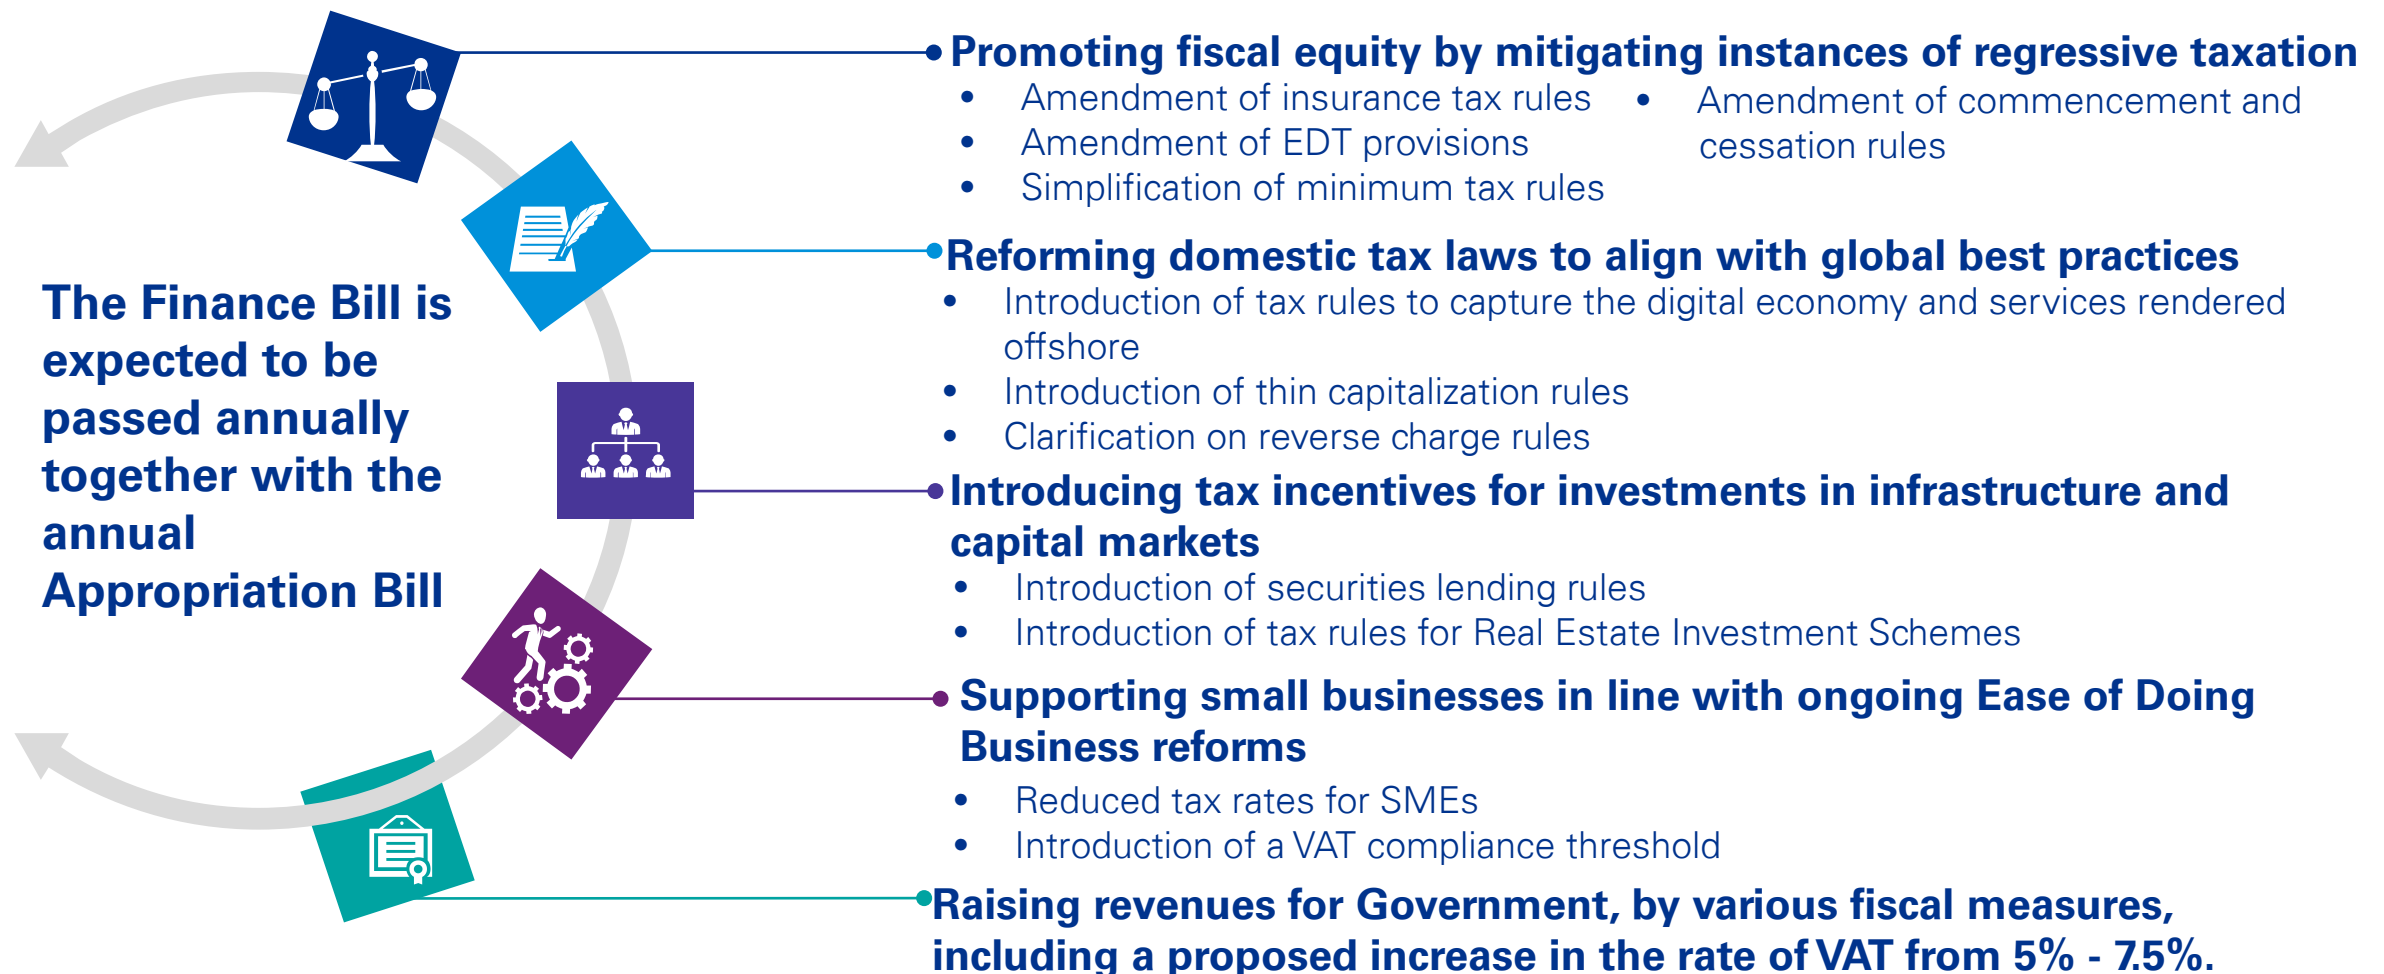 The Finance Bill is
expected to be
passed annually
together with the
annual
Appropriation Bill
Promoting fiscal equity by mitigating instances of regressive taxation
• Amendment of insurance tax rules
• Amendment of EDT provisions
• Simplification of minimum tax rules
• Amendment of commencement and
cessation rules
Reforming domestic tax laws to align with global best practices
• Introduction of tax rules to capture the digital economy and services rendered
offshore
• Introduction of thin capitalization rules
• Clarification on reverse charge rules
Introducing tax incentives for investments in infrastructure and
capital markets
• Introduction of securities lending rules
• Introduction of tax rules for Real Estate Investment Schemes
Supporting small businesses in line with ongoing Ease of Doing
Business reforms
• Reduced tax rates for SMEs
• Introduction of a VAT compliance threshold
Raising revenues for Government, by various fiscal measures,
including a proposed increase in the rate of VAT from 5% - 7.5%.